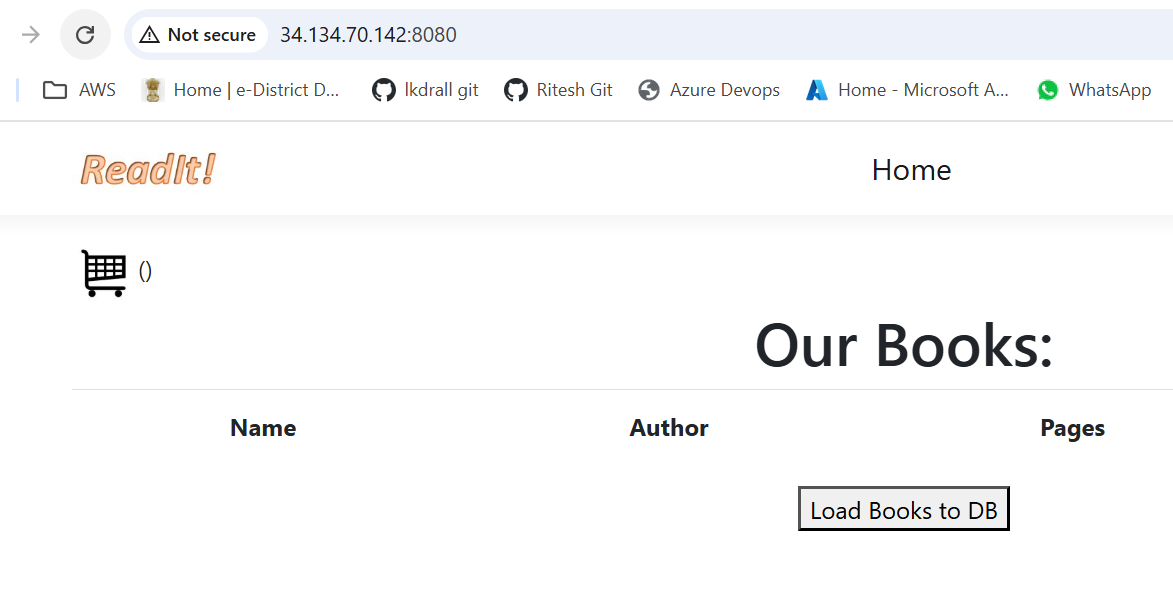 Not secure 34.134.70.142:8080
AWS Home | e-District D... lkdrall git Ritesh Git Azure Devops Home - Microsoft A... WhatsApp
ReadIt! Home
()
Our Books:
Name Author Pages
Load Books to DB